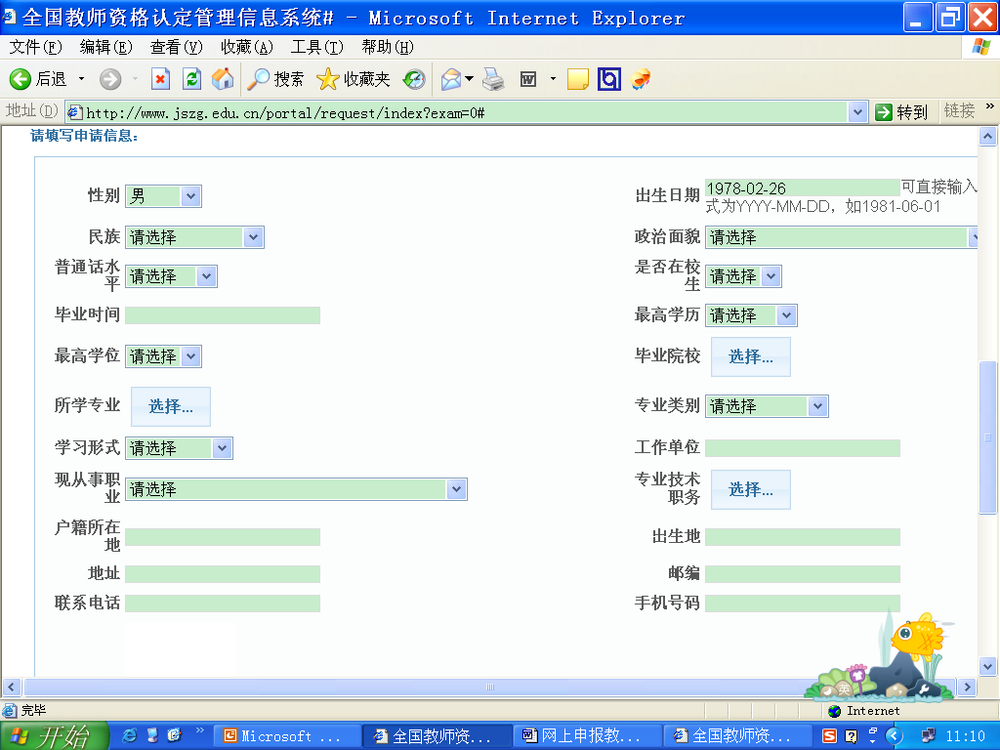 全国教师资格认定管理信息系统# - Microsoft Internet Explorer
文件(F) 编辑(E) 查看(V) 收藏(A) 工具(T) 帮助(H)
后退 搜索 收藏夹
地址(D) http://www.jszg.edu.cn/portal/request/index?exam=0# 转到 链接 »
请填写申请信息:
性别 男 出生日期 1978-02-26 可直接输入
式为YYYY-MM-DD，如1981-06-01
民族 请选择 政治面貌 请选择
普通话水平 请选择 是否在校生 请选择
毕业时间 最高学历 请选择
最高学位 请选择 毕业院校 选择...
所学专业 选择... 专业类别 请选择
学习形式 请选择 工作单位
现从事职业 请选择 专业技术职务 选择...
户籍所在地 出生地
地址 邮编
联系电话 手机号码
英
完毕 Internet
开始 » Microsoft ... 全国教师资... 网上申报教... 全国教师资... 11:10